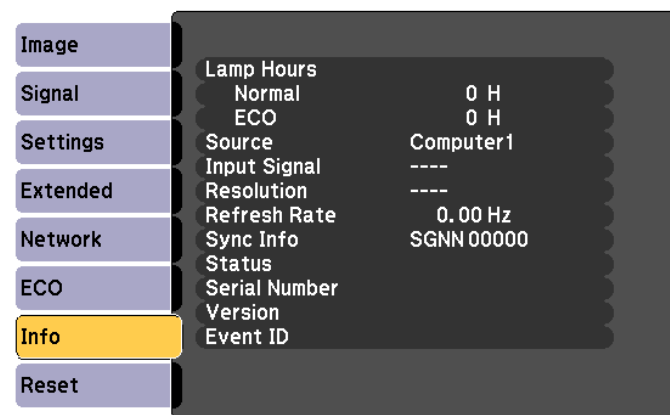 Image
Signal
Settings
Extended
Network
ECO
Info
Reset
Lamp Hours
Normal 0 H
ECO 0 H
Source Computer1
Input Signal ----
Resolution ----
Refresh Rate 0.00 Hz
Sync Info SGNN 00000
Status
Serial Number
Version
Event ID